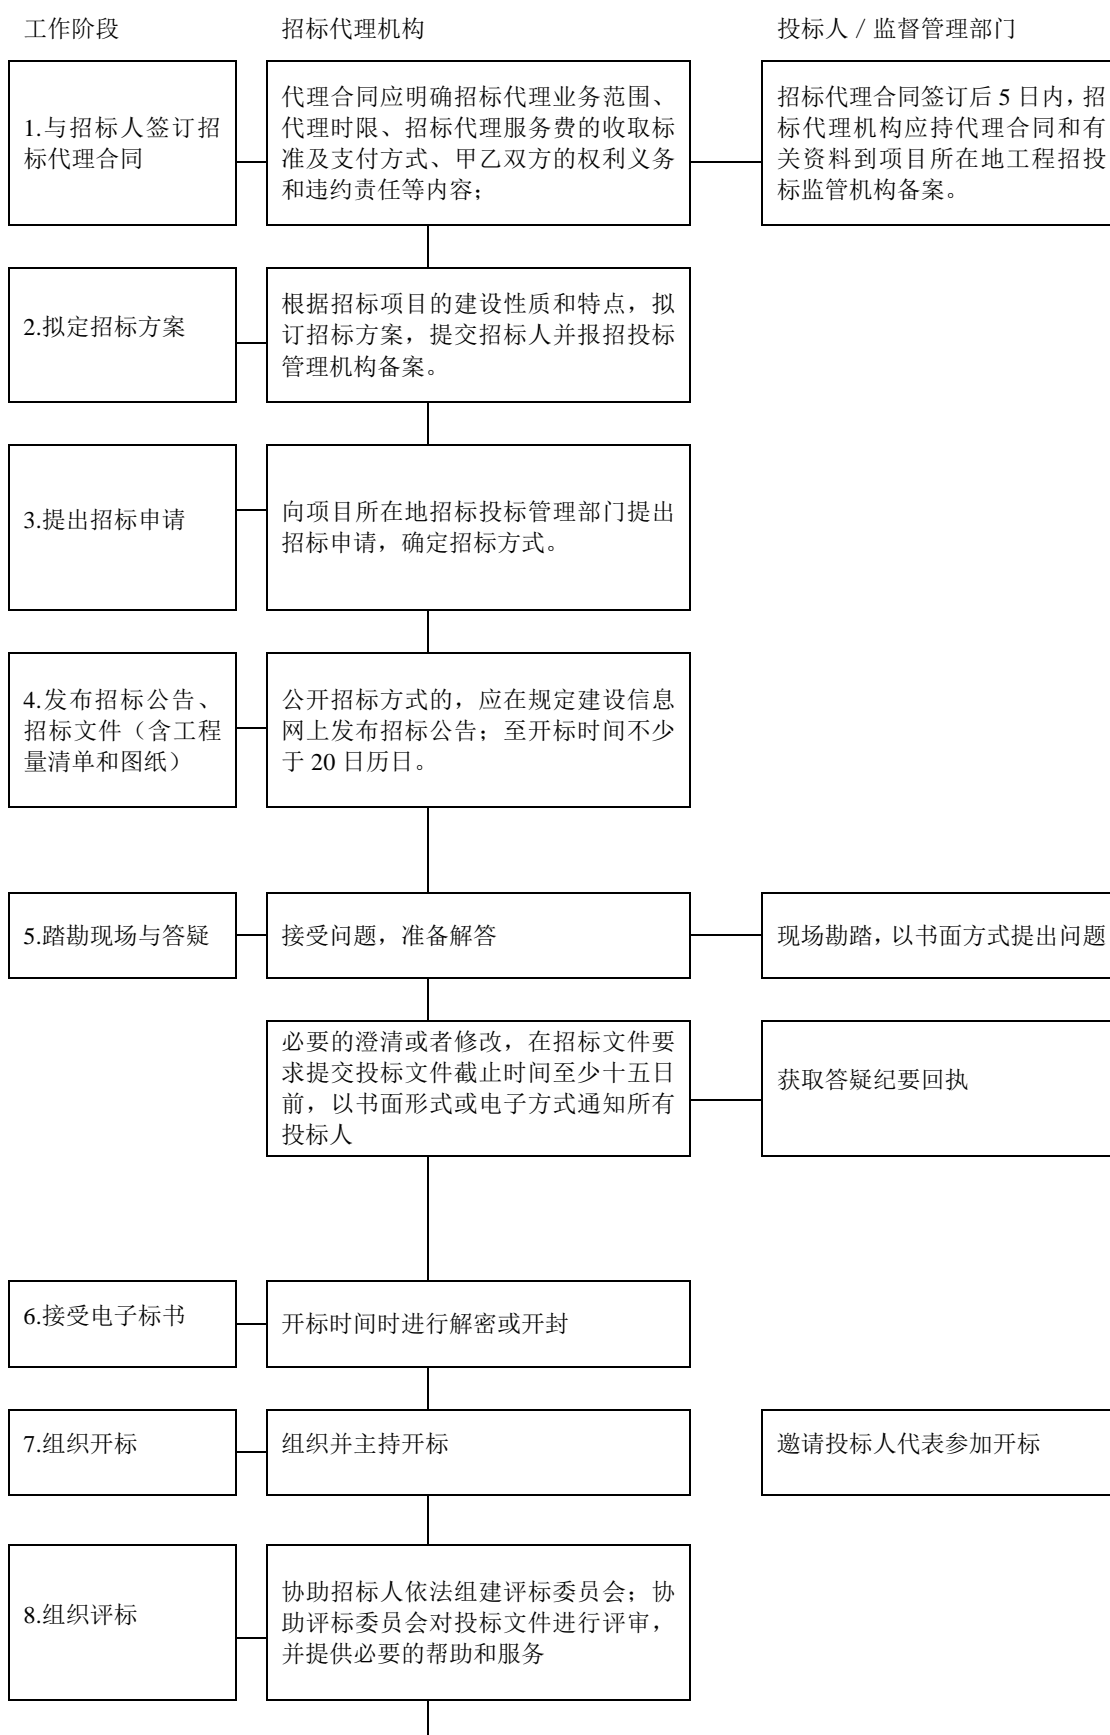 工作阶段
招标代理机构
投标人／监督管理部门
1.与招标人签订招
标代理合同
代理合同应明确招标代理业务范围、
代理时限、招标代理服务费的收取标
准及支付方式、甲乙双方的权利义务
和违约责任等内容；
招标代理合同签订后 5 日内，招
标代理机构应持代理合同和有
关资料到项目所在地工程招投
标监管机构备案。
2.拟定招标方案
根据招标项目的建设性质和特点，拟
订招标方案，提交招标人并报招投标
管理机构备案。
3.提出招标申请
向项目所在地招标投标管理部门提出
招标申请，确定招标方式。
4.发布招标公告、
招标文件（含工程
量清单和图纸）
公开招标方式的，应在规定建设信息
网上发布招标公告；至开标时间不少
于 20 日历日。
5.踏勘现场与答疑
接受问题，准备解答
现场勘踏，以书面方式提出问题
必要的澄清或者修改，在招标文件要
求提交投标文件截止时间至少十五日
前，以书面形式或电子方式通知所有
投标人
获取答疑纪要回执
6.接受电子标书
开标时间时进行解密或开封
7.组织开标
组织并主持开标
邀请投标人代表参加开标
8.组织评标
协助招标人依法组建评标委员会；协
助评标委员会对投标文件进行评审，
并提供必要的帮助和服务